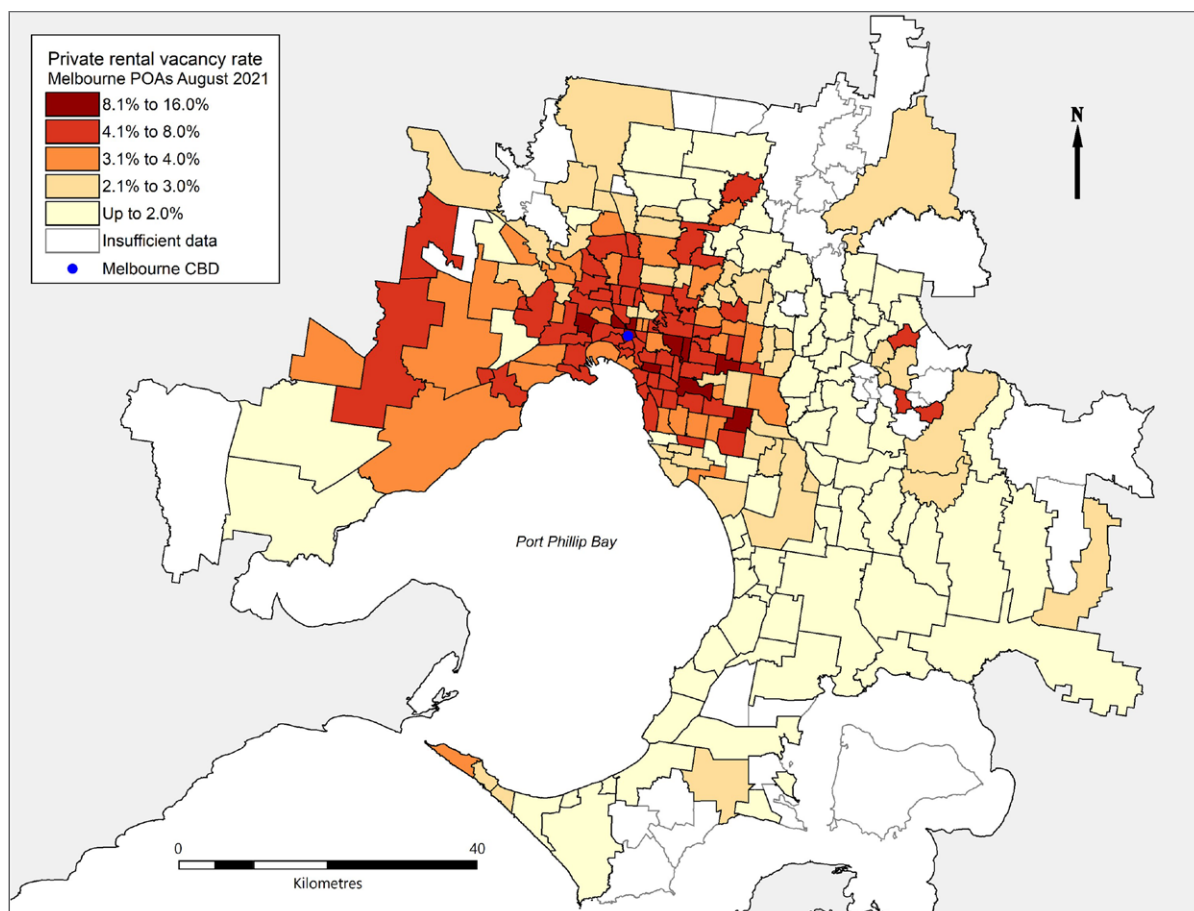 Private rental vacancy rate
Melbourne POAs August 2021
8.1% to 16.0%
4.1% to 8.0%
3.1% to 4.0%
2.1% to 3.0%
Up to 2.0%
Insufficient data
Melbourne CBD
N
Port Phillip Bay
0 40
Kilometres